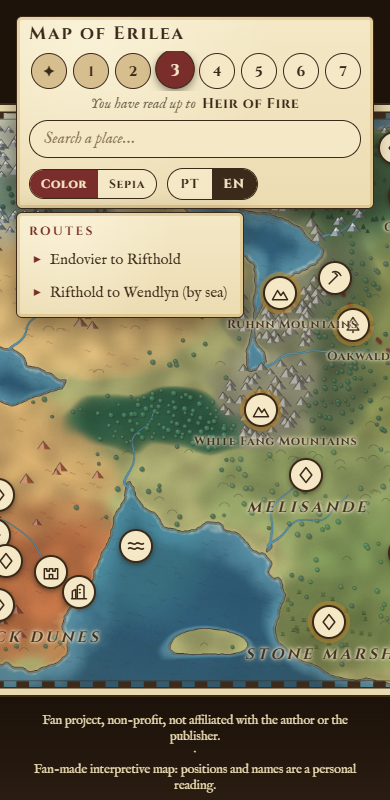 Map of Erilea
✦ 1 2 3 4 5 6 7
You have read up to Heir of Fire
Search a place...
Color Sepia PT EN
ROUTES
▸ Endovier to Rifthold
▸ Rifthold to Wendlyn (by sea)
Ruhnn Mountains
Oakwald
White Fang Mountains
MELISANDE
CK DUNES
STONE MARSH
Fan project, non-profit, not affiliated with the author or the
publisher.
·
Fan-made interpretive map: positions and names are a personal
reading.